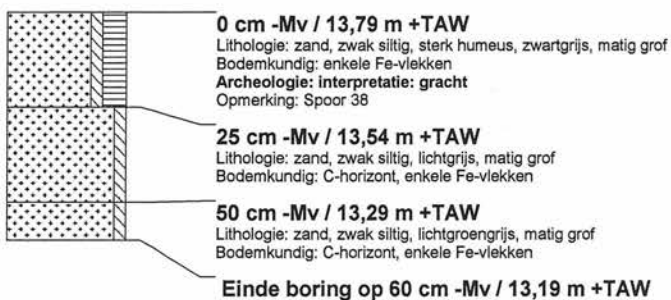 0 cm -Mv / 13,79 m +TAW
Lithologie: zand, zwak siltig, sterk humeus, zwartgrijs, matig grof
Bodemkundig: enkele Fe-vlekken
Archeologie: interpretatie: gracht
Opmerking: Spoor 38
25 cm -Mv / 13,54 m +TAW
Lithologie: zand, zwak siltig, lichtgrijs, matig grof
Bodemkundig: C-horizont, enkele Fe-vlekken
50 cm -Mv / 13,29 m +TAW
Lithologie: zand, zwak siltig, lichtgroengrijs, matig grof
Bodemkundig: C-horizont, enkele Fe-vlekken
Einde boring op 60 cm -Mv / 13,19 m +TAW